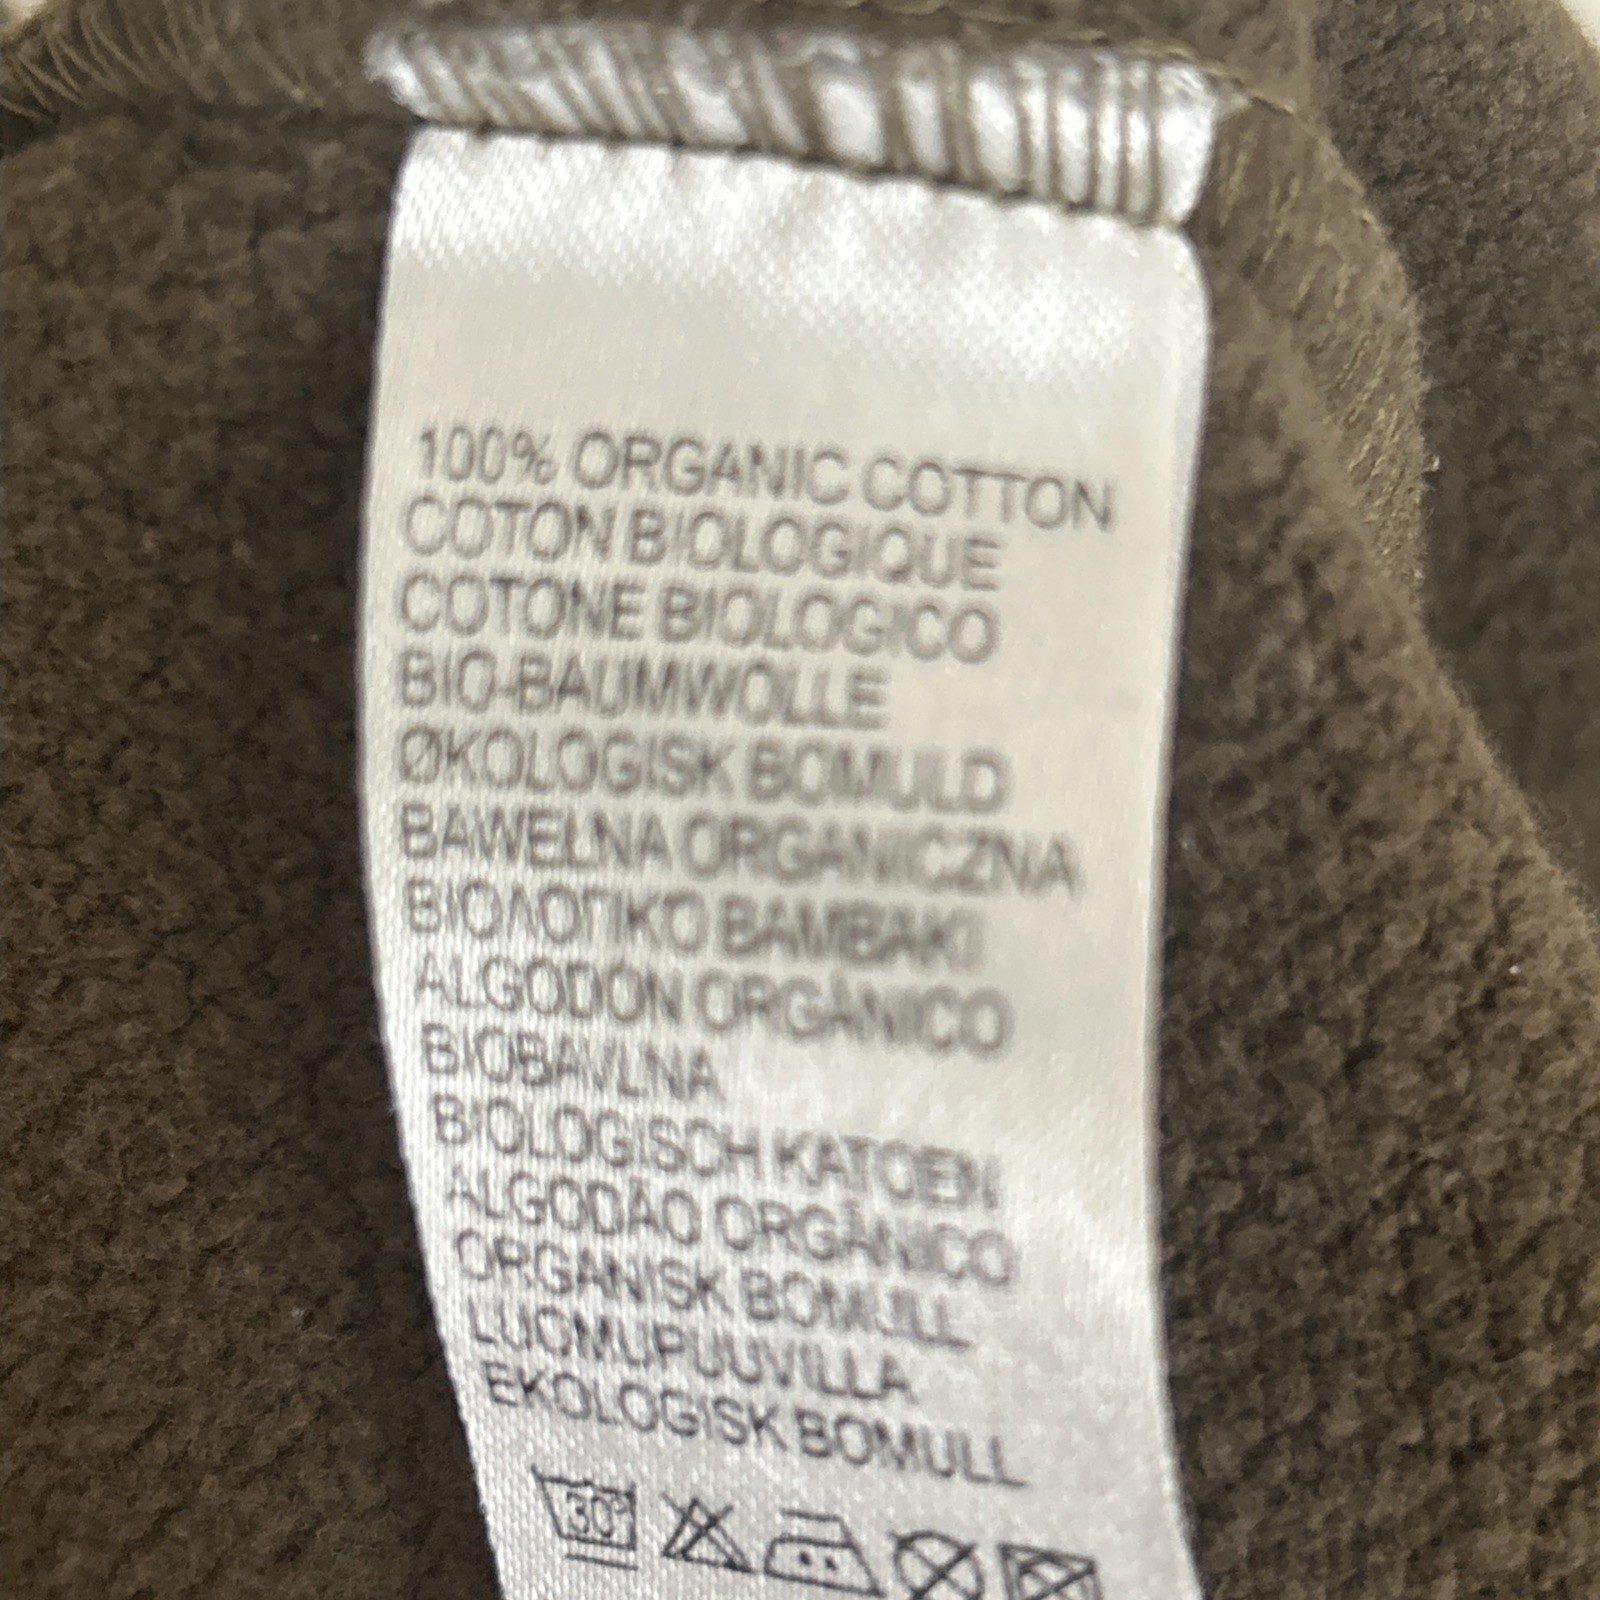 100% ORGANIC COTTON
COTON BIOLOGIQUE
COTONE BIOLOGICO
BIO-BAUMWOLLE
ØKOLOGISK BOMULD
BAWEŁNA ORGANICZNA
ΒΙΟΛΟΓΙΚΟ ΒΑΜΒΑΚΙ
ALGODON ORGÁNICO
BIOBAVLNA
BIOLOGISCH KATOEN
ALGODÃO ORGÂNICO
ORGANISK BOMULL
LUOMUPUUVILLA
EKOLOGISK BOMULL
30°